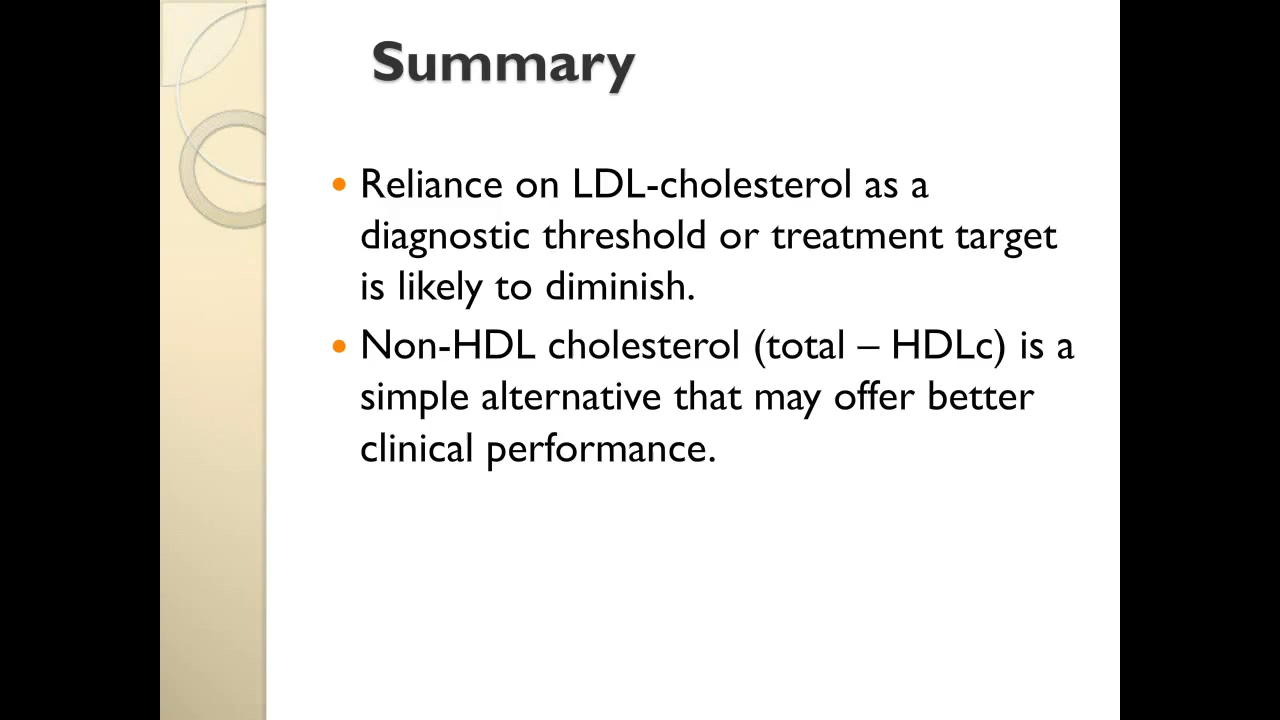 Summary
• Reliance on LDL-cholesterol as a
diagnostic threshold or treatment target
is likely to diminish.
• Non-HDL cholesterol (total – HDLc) is a
simple alternative that may offer better
clinical performance.